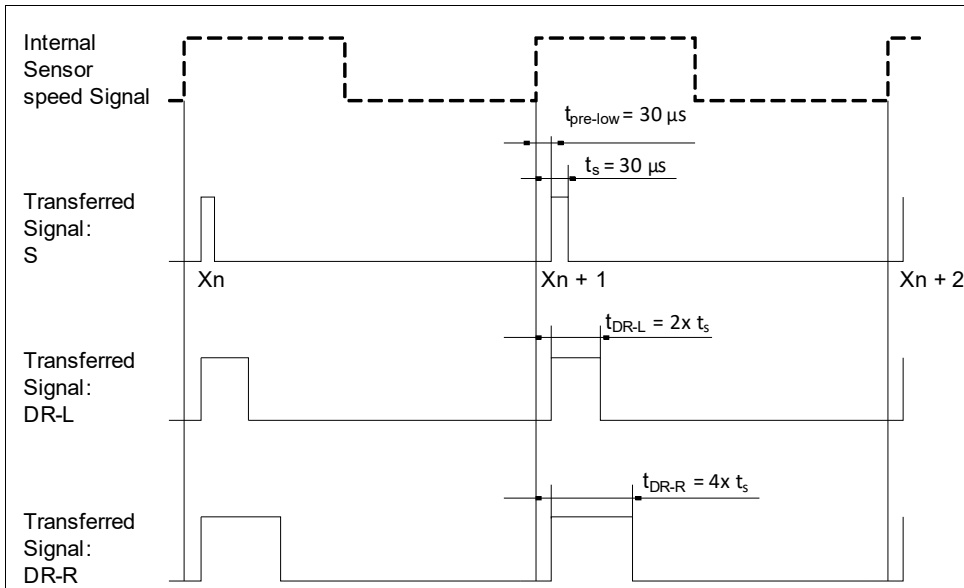 Internal
Sensor
speed Signal
tpre-low = 30 µs
ts = 30 µs
Transferred
Signal:
S
Xn
Xn + 1
Xn + 2
tDR-L = 2x ts
Transferred
Signal:
DR-L
tDR-R = 4x ts
Transferred
Signal:
DR-R